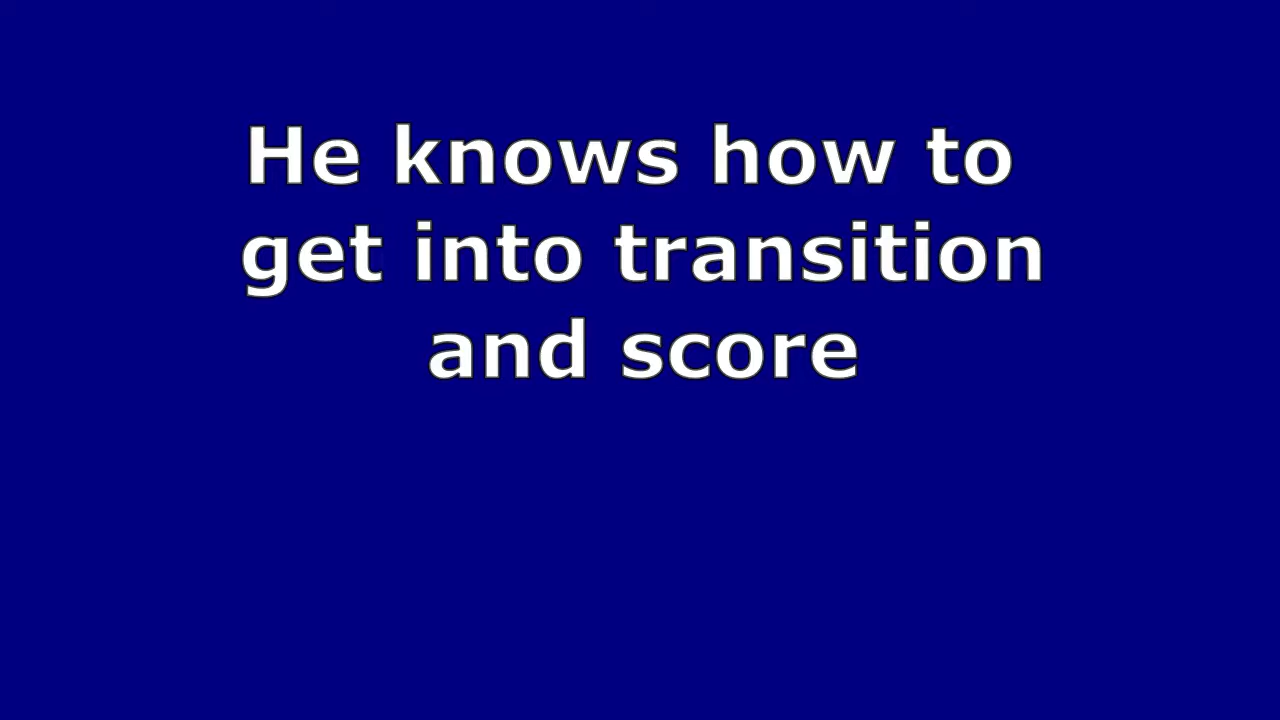 He knows how to
get into transition
and score